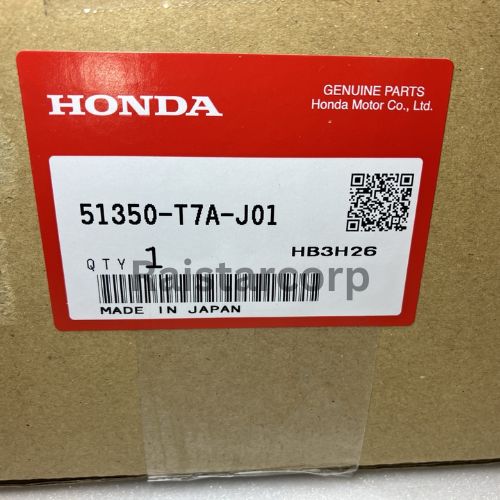 HONDA
GENUINE PARTS
Honda Motor Co., Ltd.
51350-T7A-J01
HB3H26
QTY 1
Raistarcorp
MADE IN JAPAN